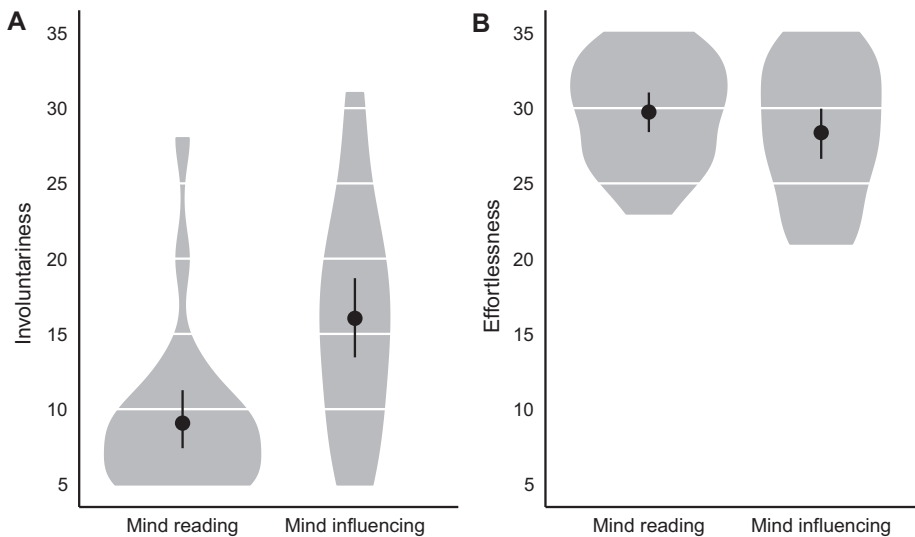 A
35
30
25
20
15
10
5
Involuntariness
Mind reading
Mind influencing
B
35
30
25
20
15
10
5
Effortlessness
Mind reading
Mind influencing